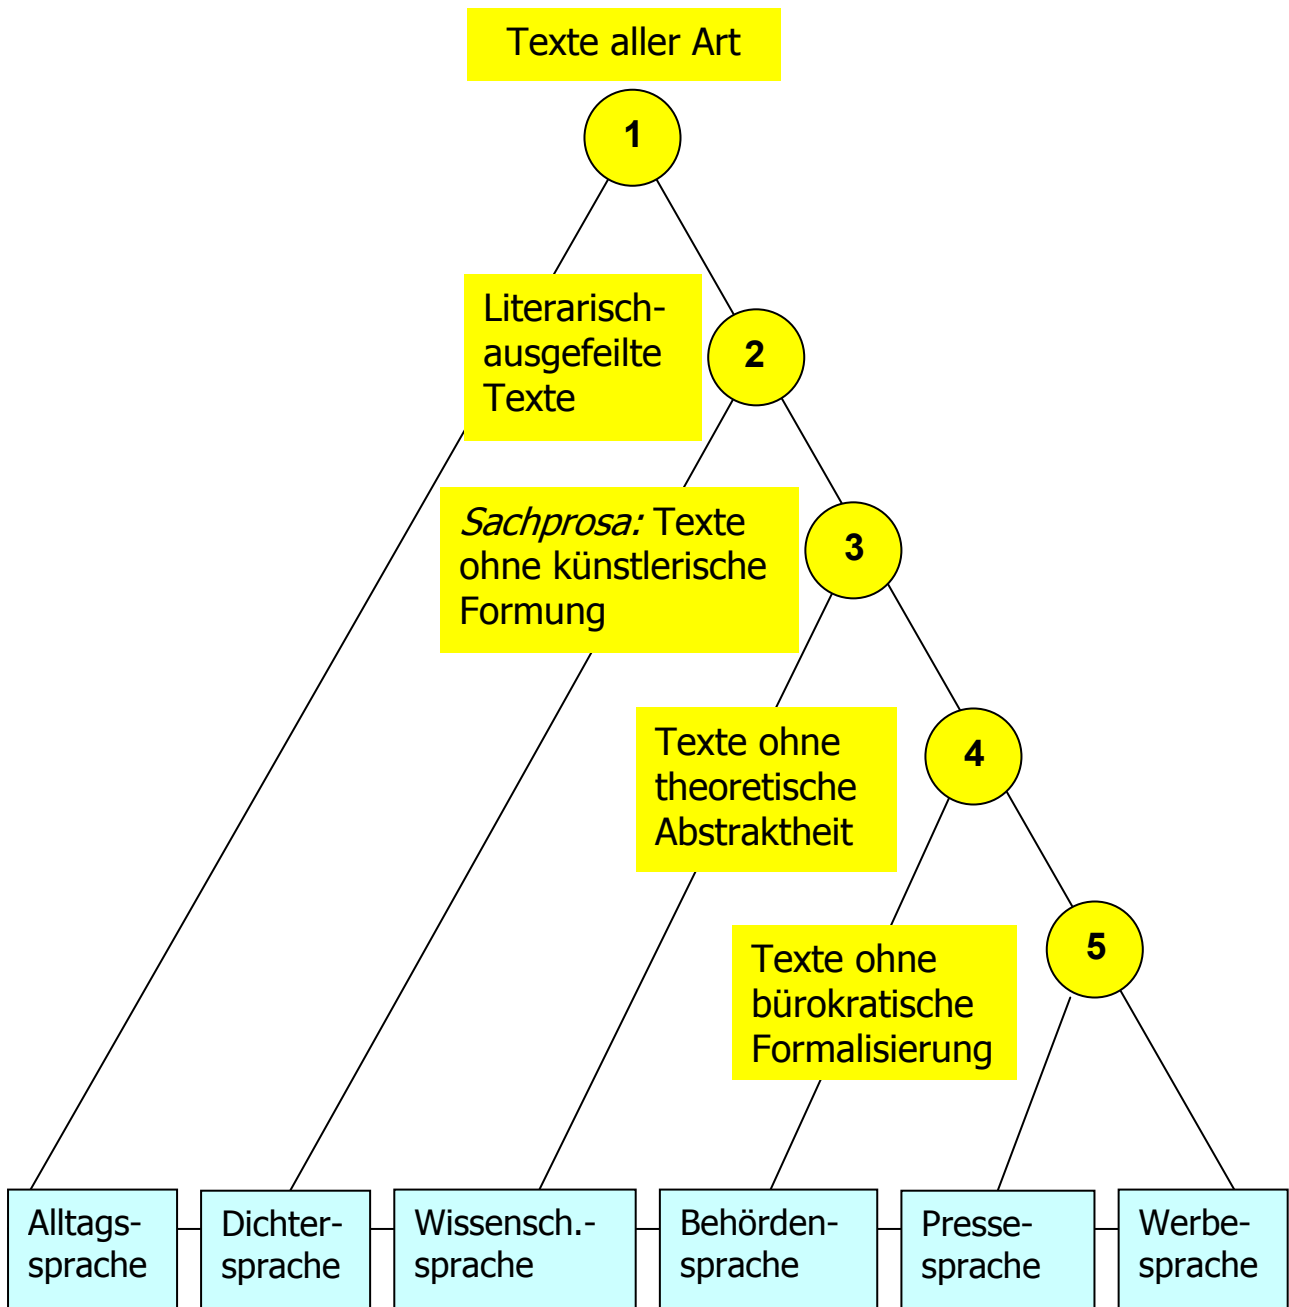 Texte aller Art
1
Literarisch-
ausgefeilte
Texte
2
Sachprosa: Texte
ohne künstlerische
Formung
3
Texte ohne
theoretische
Abstraktheit
4
Texte ohne
bürokratische
Formalisierung
5
Alltags-
sprache
Dichter-
sprache
Wissensch.-
sprache
Behörden-
sprache
Presse-
sprache
Werbe-
sprache